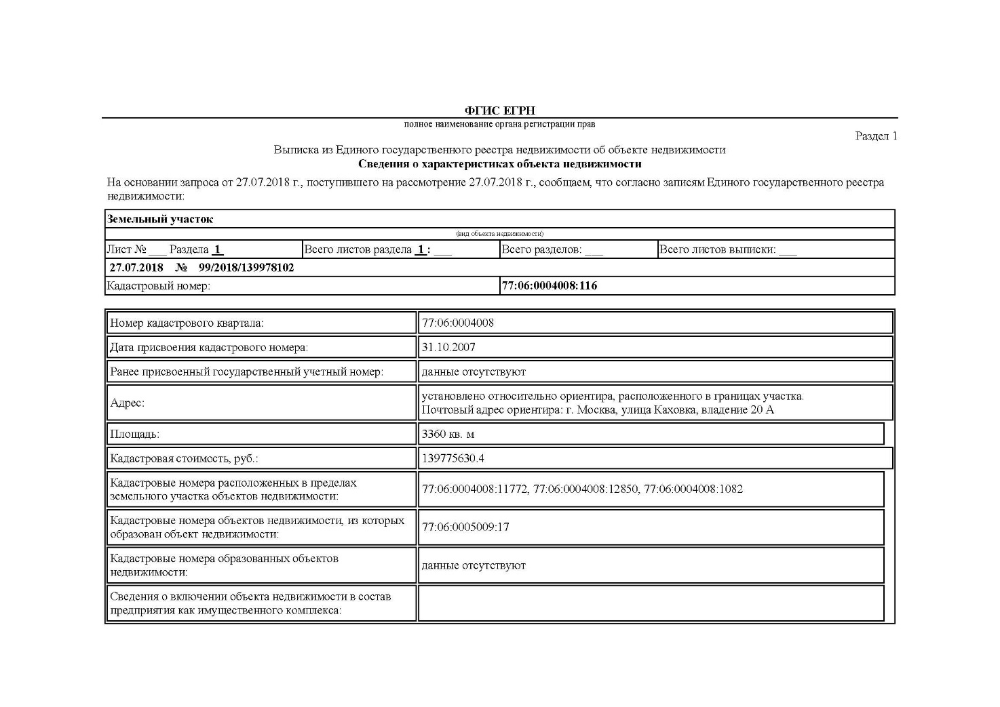 ФГИС ЕГРН
полное наименование органа регистрации прав
Раздел 1
Выписка из Единого государственного реестра недвижимости об объекте недвижимости
Сведения о характеристиках объекта недвижимости
На основании запроса от 27.07.2018 г., поступившего на рассмотрение 27.07.2018 г., сообщаем, что согласно записям Единого государственного реестра
недвижимости:
Земельный участок
(вид объекта недвижимости)
Лист № ___ Раздела 1 Всего листов раздела 1 : ___ Всего разделов: ___ Всего листов выписки: ___
27.07.2018 № 99/2018/139978102
Кадастровый номер: 77:06:0004008:116
Номер кадастрового квартала: 77:06:0004008
Дата присвоения кадастрового номера: 31.10.2007
Ранее присвоенный государственный учетный номер: данные отсутствуют
Адрес:
установлено относительно ориентира, расположенного в границах участка.
Почтовый адрес ориентира: г. Москва, улица Каховка, владение 20 А
Площадь: 3360 кв. м
Кадастровая стоимость, руб.: 139775630.4
Кадастровые номера расположенных в пределах
земельного участка объектов недвижимости:
77:06:0004008:11772, 77:06:0004008:12850, 77:06:0004008:1082
Кадастровые номера объектов недвижимости, из которых
образован объект недвижимости:
77:06:0005009:17
Кадастровые номера образованных объектов
недвижимости:
данные отсутствуют
Сведения о включении объекта недвижимости в состав
предприятия как имущественного комплекса: